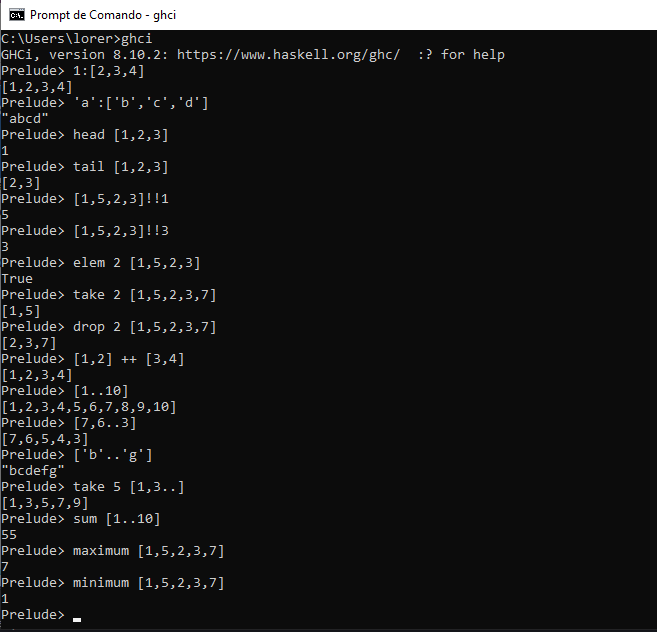 Prompt de Comando - ghci
C:\Users\lorer>ghci
GHCi, version 8.10.2: https://www.haskell.org/ghc/  :? for help
Prelude> 1:[2,3,4]
[1,2,3,4]
Prelude> 'a':['b','c','d']
"abcd"
Prelude> head [1,2,3]
1
Prelude> tail [1,2,3]
[2,3]
Prelude> [1,5,2,3]!!1
5
Prelude> [1,5,2,3]!!3
3
Prelude> elem 2 [1,5,2,3]
True
Prelude> take 2 [1,5,2,3,7]
[1,5]
Prelude> drop 2 [1,5,2,3,7]
[2,3,7]
Prelude> [1,2] ++ [3,4]
[1,2,3,4]
Prelude> [1..10]
[1,2,3,4,5,6,7,8,9,10]
Prelude> [7,6..3]
[7,6,5,4,3]
Prelude> ['b'..'g']
"bcdefg"
Prelude> take 5 [1,3..]
[1,3,5,7,9]
Prelude> sum [1..10]
55
Prelude> maximum [1,5,2,3,7]
7
Prelude> minimum [1,5,2,3,7]
1
Prelude>